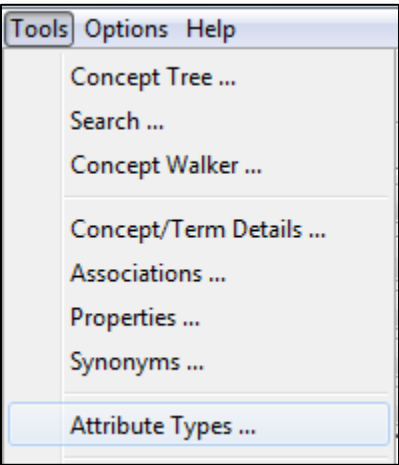 Tools Options Help
Concept Tree ...
Search ...
Concept Walker ...
Concept/Term Details ...
Associations ...
Properties ...
Synonyms ...
Attribute Types ...